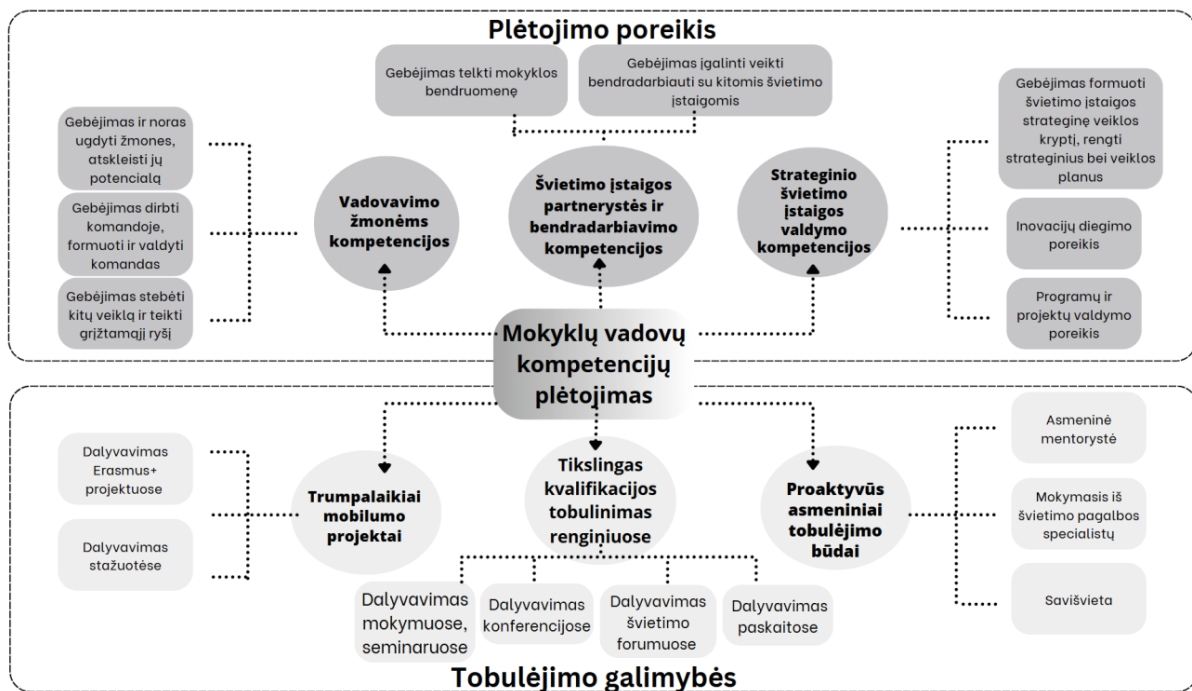 Plėtojimo poreikis
Gebėjimas telkti mokyklos
bendruomenę
Gebėjimas įgalinti veikti
bendradarbiauti su kitomis švietimo
įstaigomis
Gebėjimas ir noras
ugdyti žmones,
atskleisti jų
potencialą
Gebėjimas dirbti
komandoje,
formuoti ir valdyti
komandas
Gebėjimas stebėti
kitų veiklą ir teikti
grįžtamąjį ryšį
Vadovavimo
žmonėms
kompetencijos
Švietimo įstaigos
partnerystės ir
bendradarbiavimo
kompetencijos
Strateginio
švietimo
įstaigos
valdymo
kompetencijos
Gebėjimas formuoti
švietimo įstaigos
strateginę veiklos
kryptį, rengti
strateginius bei veiklos
planus
Inovacijų diegimo
poreikis
Programų ir
projektų valdymo
poreikis
Mokyklų vadovų
kompetencijų
plėtojimas
Dalyvavimas
Erasmus+
projektuose
Dalyvavimas
stažuotėse
Trumpalaikiai
mobilumo
projektai
Tikslingas
kvalifikacijos
tobulinimas
renginiuose
Proaktyvūs
asmeniniai
tobulėjimo
būdai
Asmeninė
mentorystė
Mokymasis iš
švietimo pagalbos
specialistų
Savišvieta
Dalyvavimas
mokymuose,
seminaruose
Dalyvavimas
konferencijose
Dalyvavimas
švietimo
forumuose
Dalyvavimas
paskaitose
Tobulėjimo galimybės